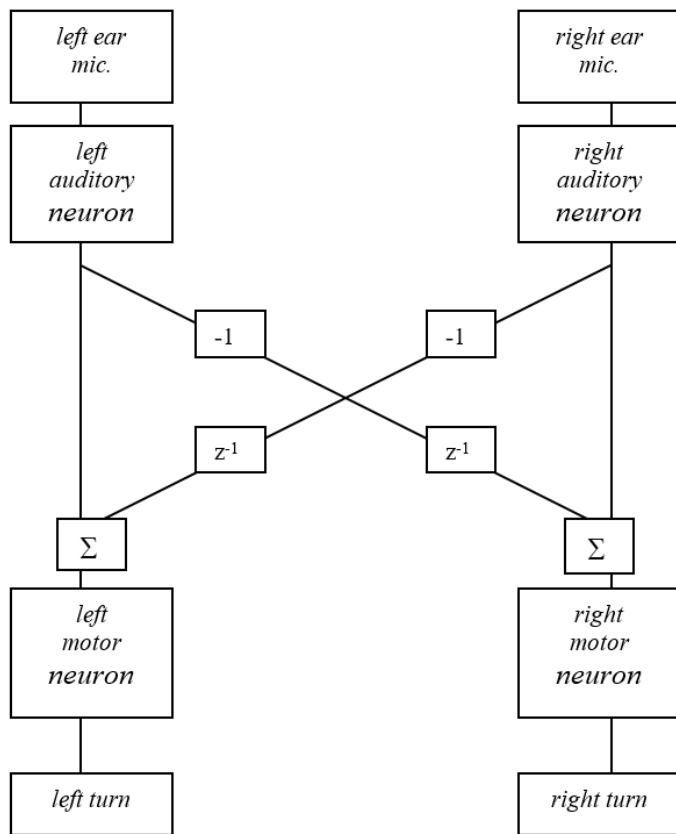 left ear
mic.
right ear
mic.
left
auditory
neuron
right
auditory
neuron
-1
-1
z-1
z-1
Σ
Σ
left
motor
neuron
right
motor
neuron
left turn
right turn